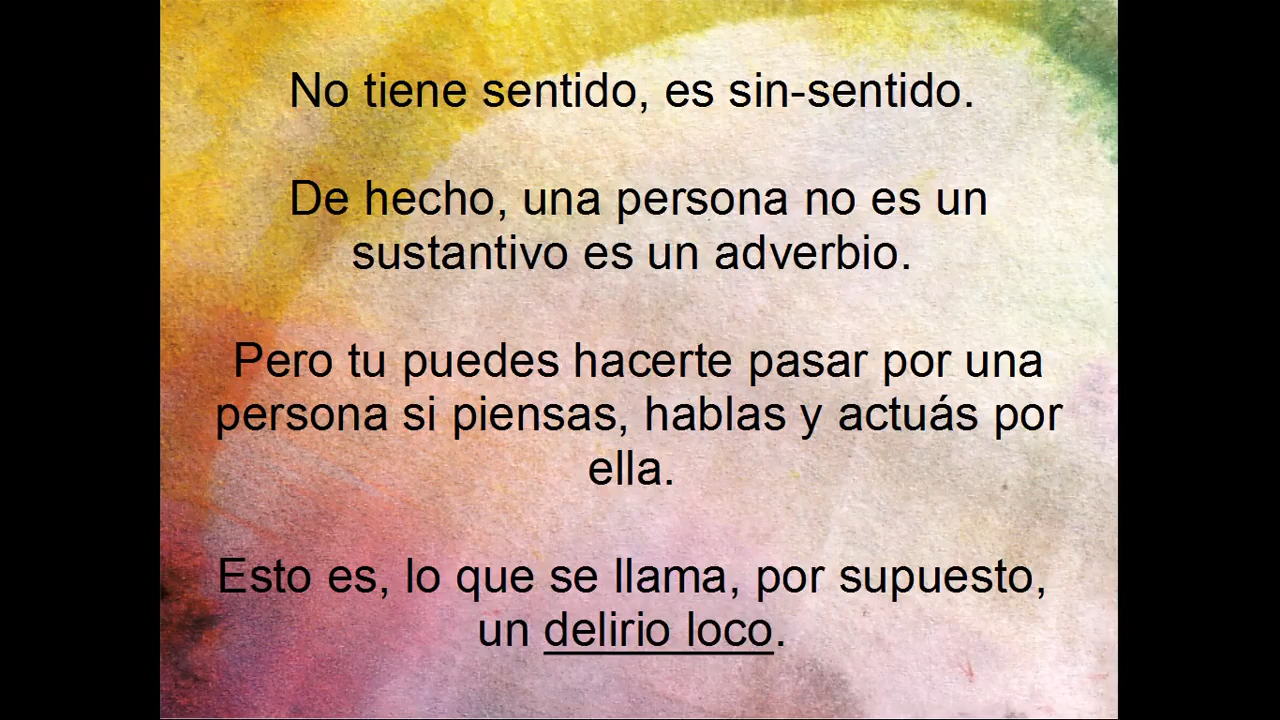 No tiene sentido, es sin-sentido.
De hecho, una persona no es un
sustantivo es un adverbio.
Pero tu puedes hacerte pasar por una
persona si piensas, hablas y actuás por
ella.
Esto es, lo que se llama, por supuesto,
un delirio loco.